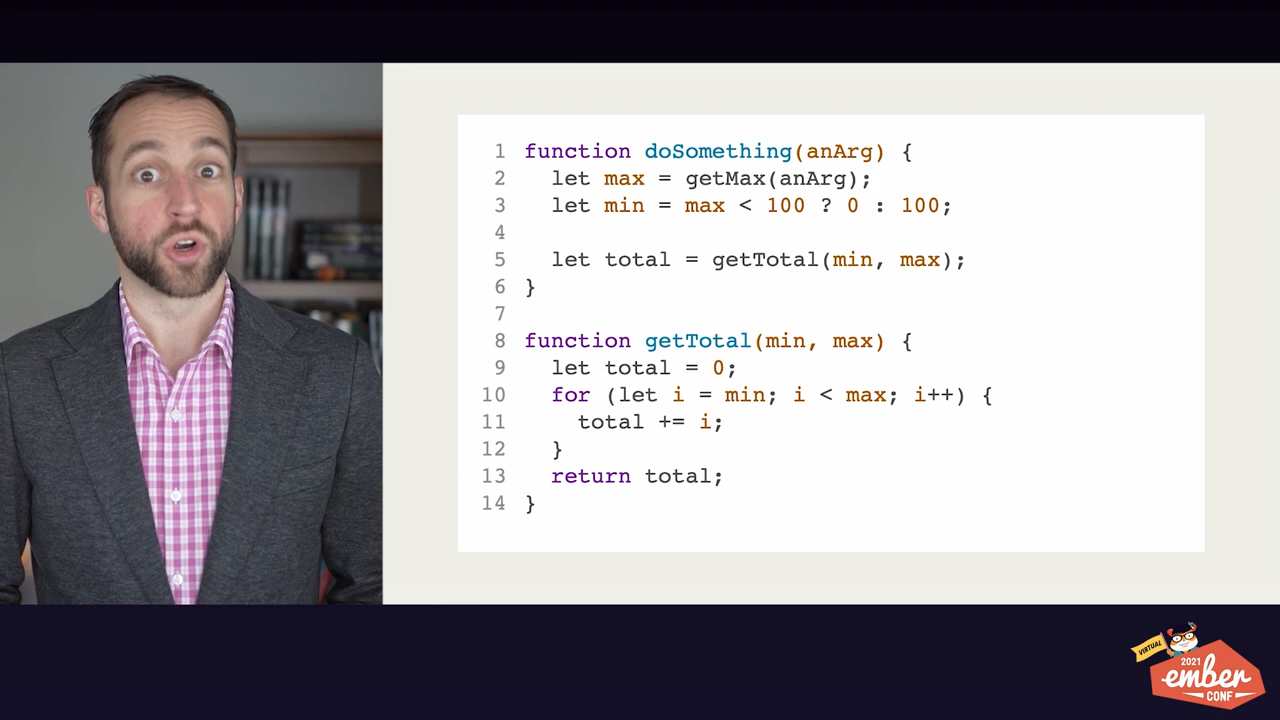 1 function doSomething(anArg) {
2   let max = getMax(anArg);
3   let min = max < 100 ? 0 : 100;
4
5   let total = getTotal(min, max);
6 }
7
8 function getTotal(min, max) {
9   let total = 0;
10   for (let i = min; i < max; i++) {
11     total += i;
12   }
13   return total;
14 }
VIRTUAL
2021
ember
CONF